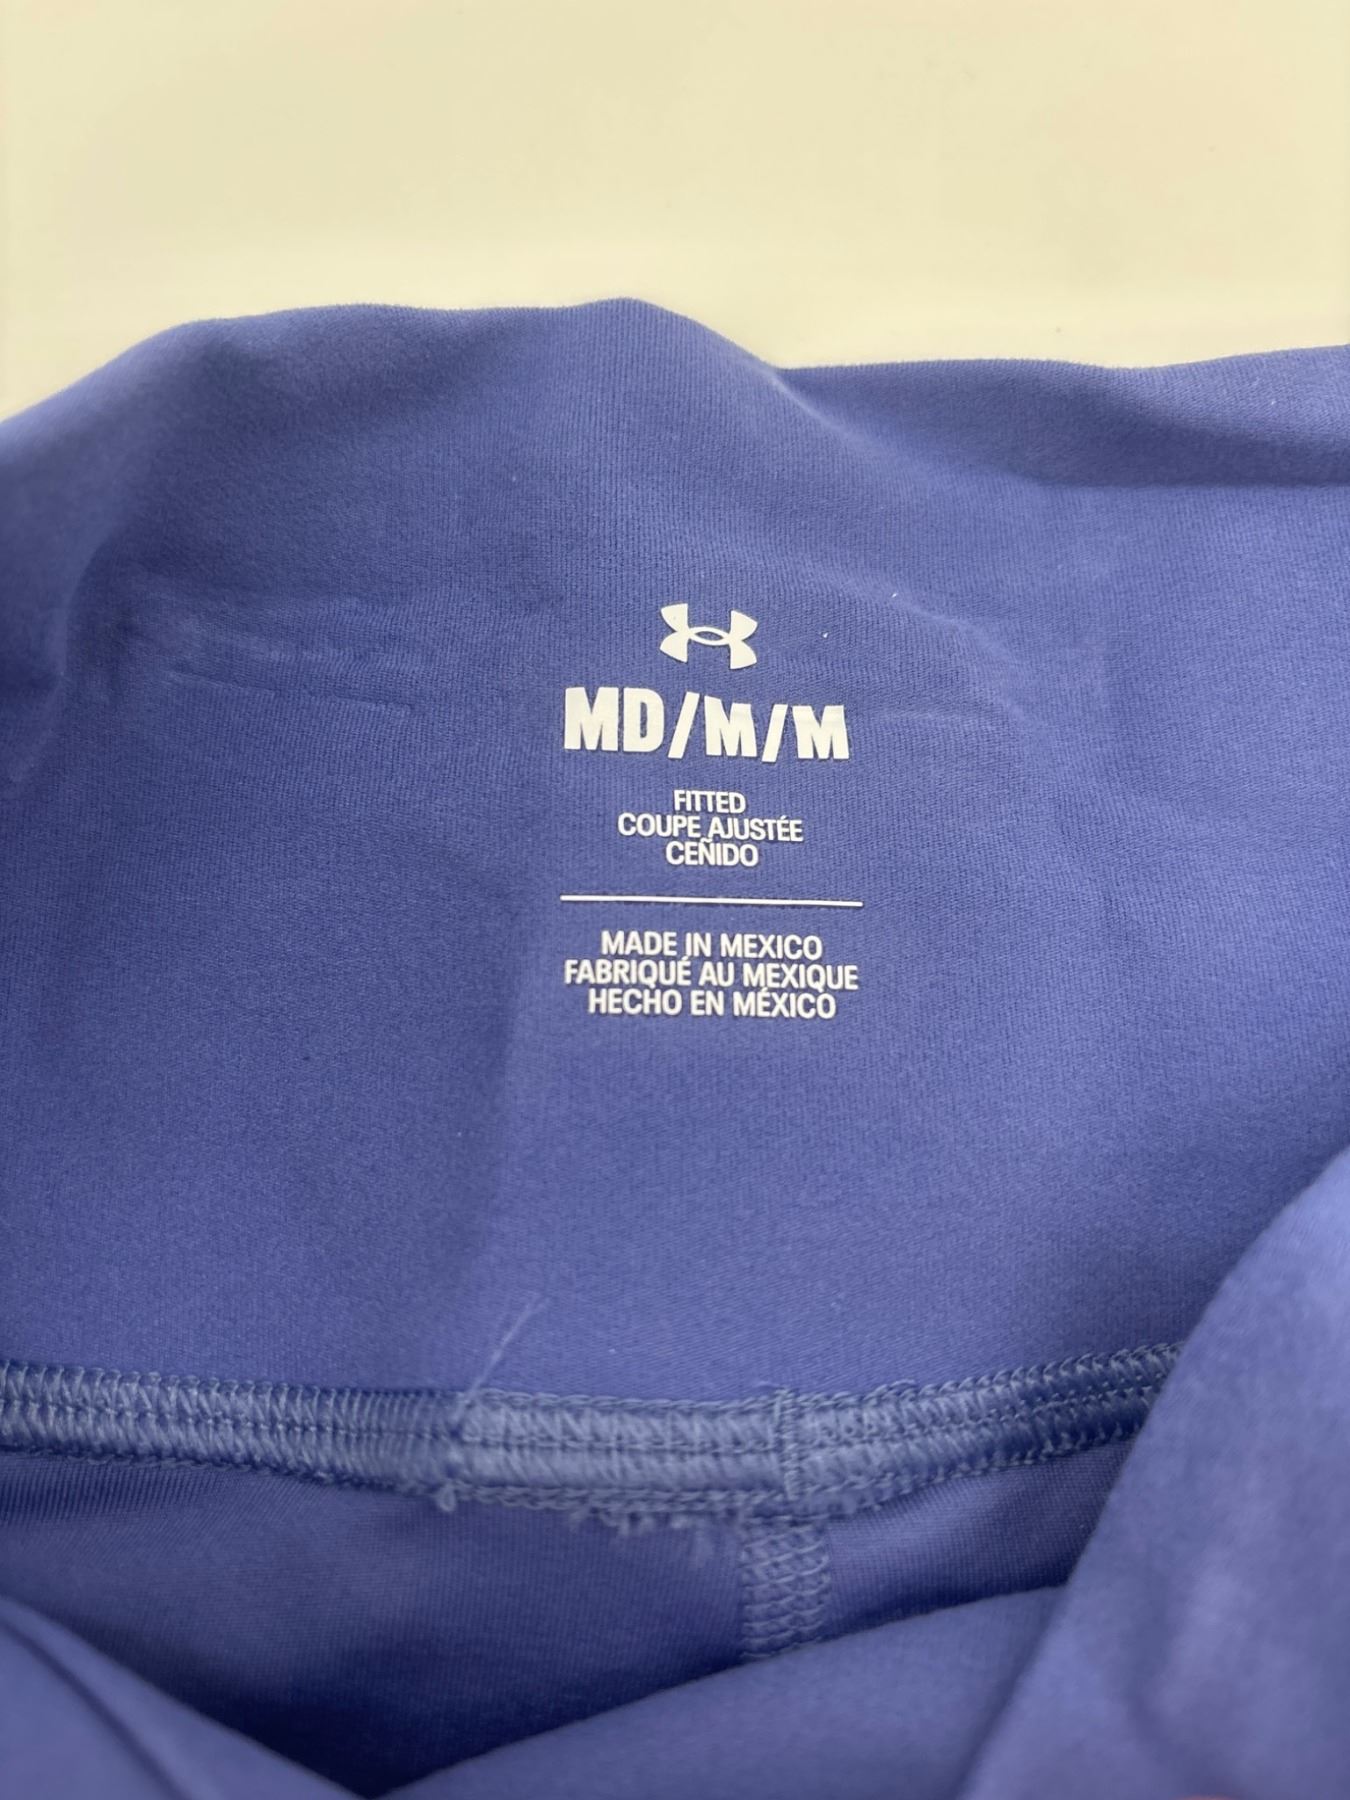 MD/M/M
FITTED
COUPE AJUSTÉE
CEÑIDO
MADE IN MEXICO
FABRIQUÉ AU MEXIQUE
HECHO EN MÉXICO